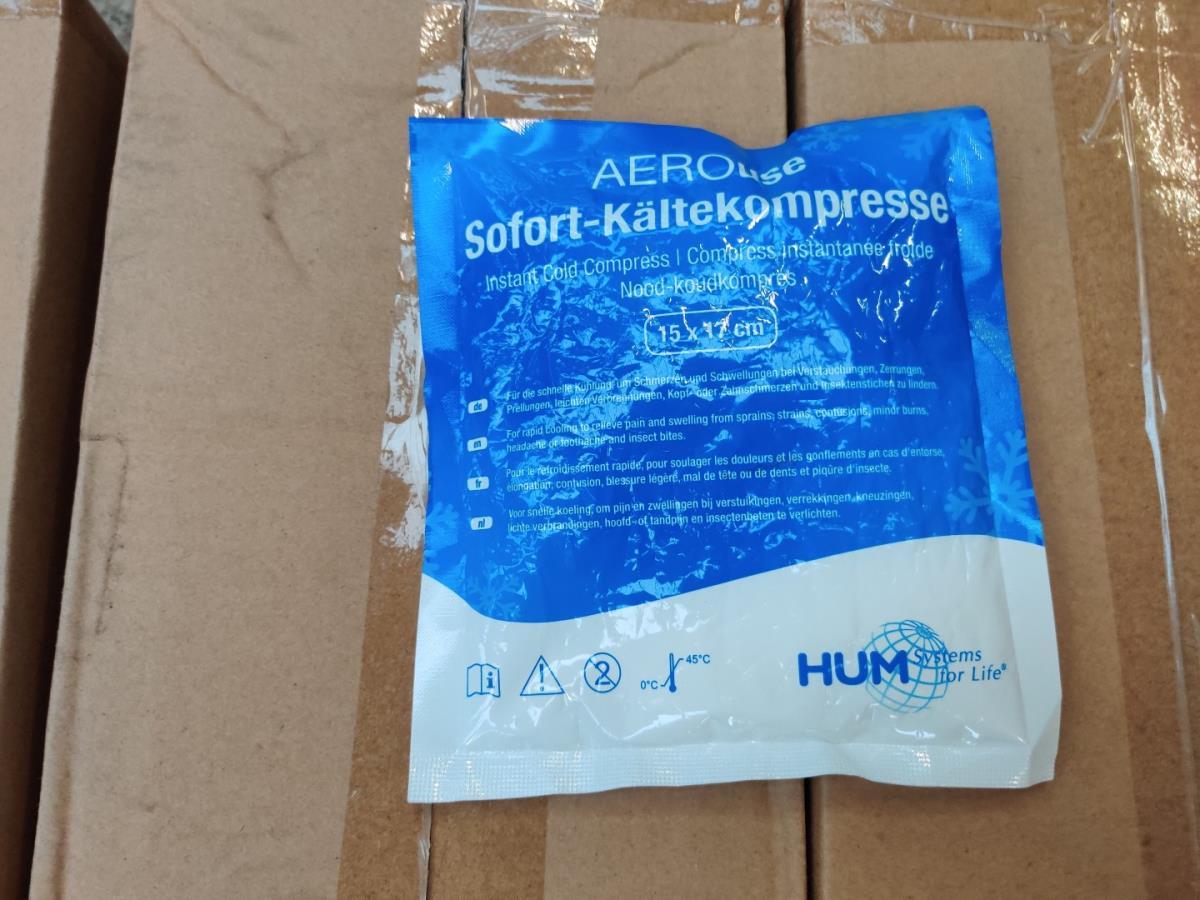 AEROuse
Sofort-Kältekompresse
Instant Cold Compress | Compress instantanée froide
Nood-koudkompres
15 x 17 cm
de
Für die schnelle Kühlung, um Schmerzen und Schwellungen bei Verstauchungen, Zerrungen,
Prellungen, leichten Verbrennungen, Kopf- oder Zahnschmerzen und Insektenstichen zu lindern.
en
For rapid cooling to relieve pain and swelling from sprains, strains, contusions, minor burns,
headache or toothache and insect bites.
fr
Pour le refroidissement rapide, pour soulager les douleurs et les gonflements en cas d'entorse,
élongation, contusion, blessure légère, mal de tête ou de dents et piqûre d'insecte.
nl
Voor snelle koeling, om pijn en zwellingen bij verstuikingen, verrekkingen, kneuzingen,
lichte verbrandingen, hoofd- of tandpijn en insectenbeten te verlichten.
2
0°C
45°C
HUM Systems
for Life®